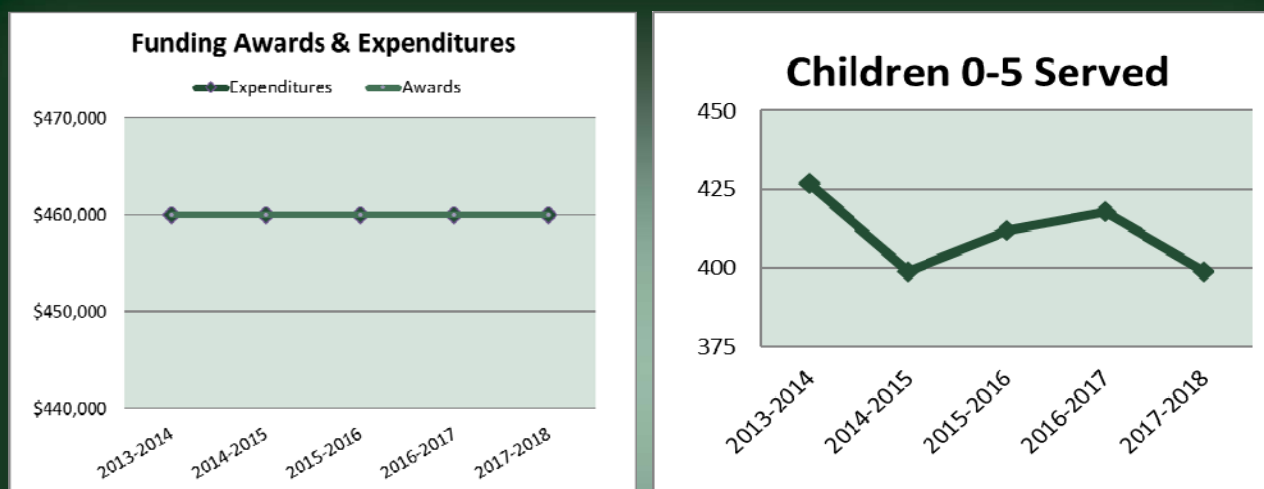 Funding Awards & Expenditures
Expenditures Awards
$470,000
$460,000
$450,000
$440,000
2013-2014 2014-2015 2015-2016 2016-2017 2017-2018
Children 0-5 Served
450
425
400
375
2013-2014 2014-2015 2015-2016 2016-2017 2017-2018